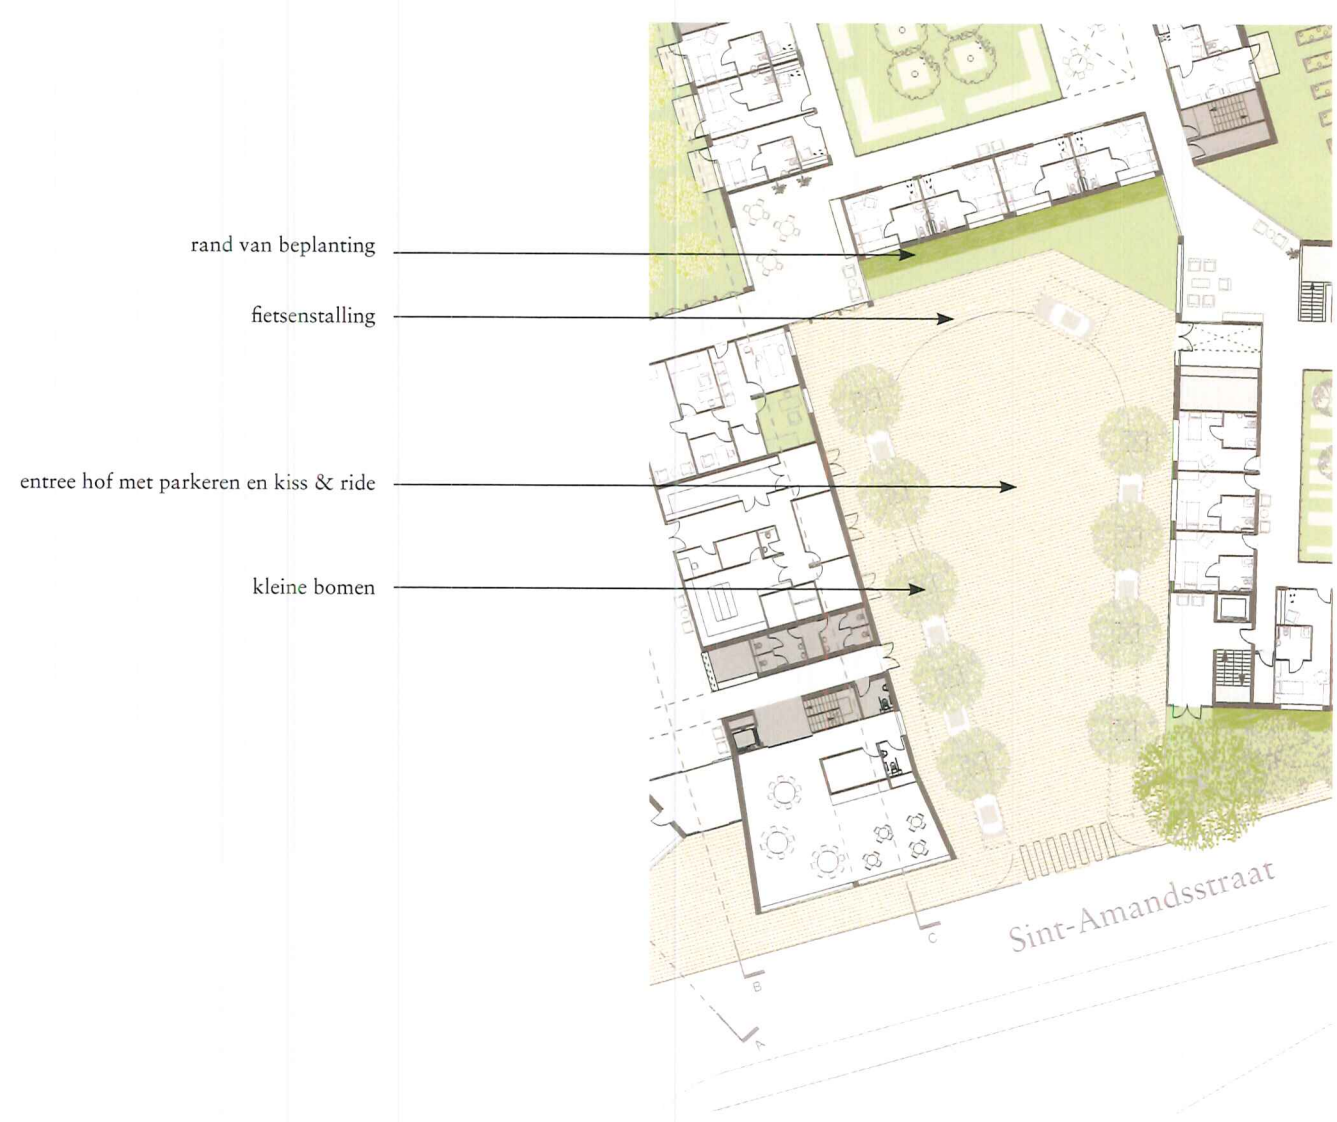 rand van beplanting
fietsenstalling
entree hof met parkeren en kiss & ride
kleine bomen
Sint-Amandsstraat
C
B
A